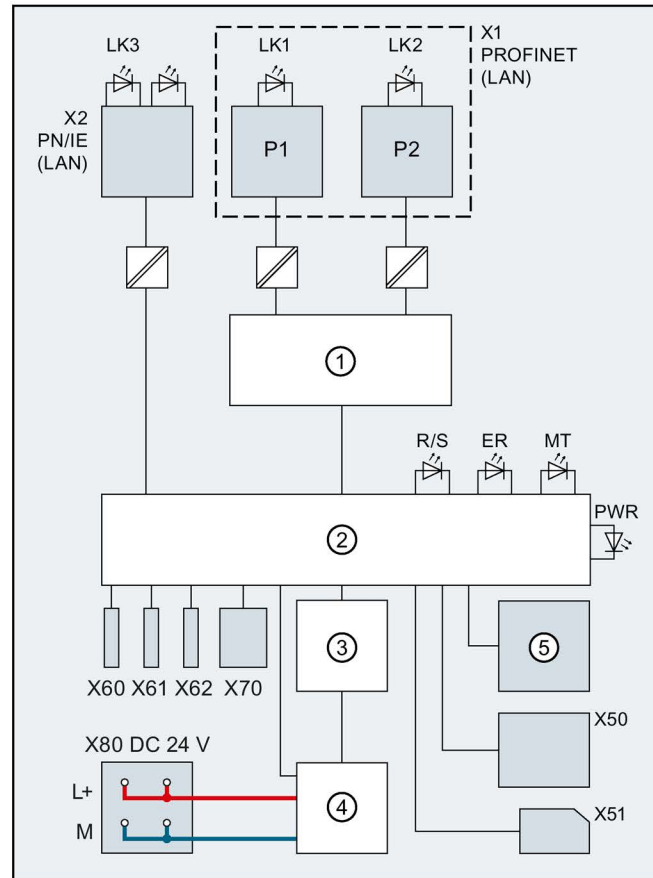 LK3
LK1
LK2
X1
PROFINET
(LAN)
X2
PN/IE
(LAN)
P1
P2
1
R/S
ER
MT
PWR
2
3
5
X60
X61
X62
X70
X50
X80 DC 24 V
L+
4
M
X51